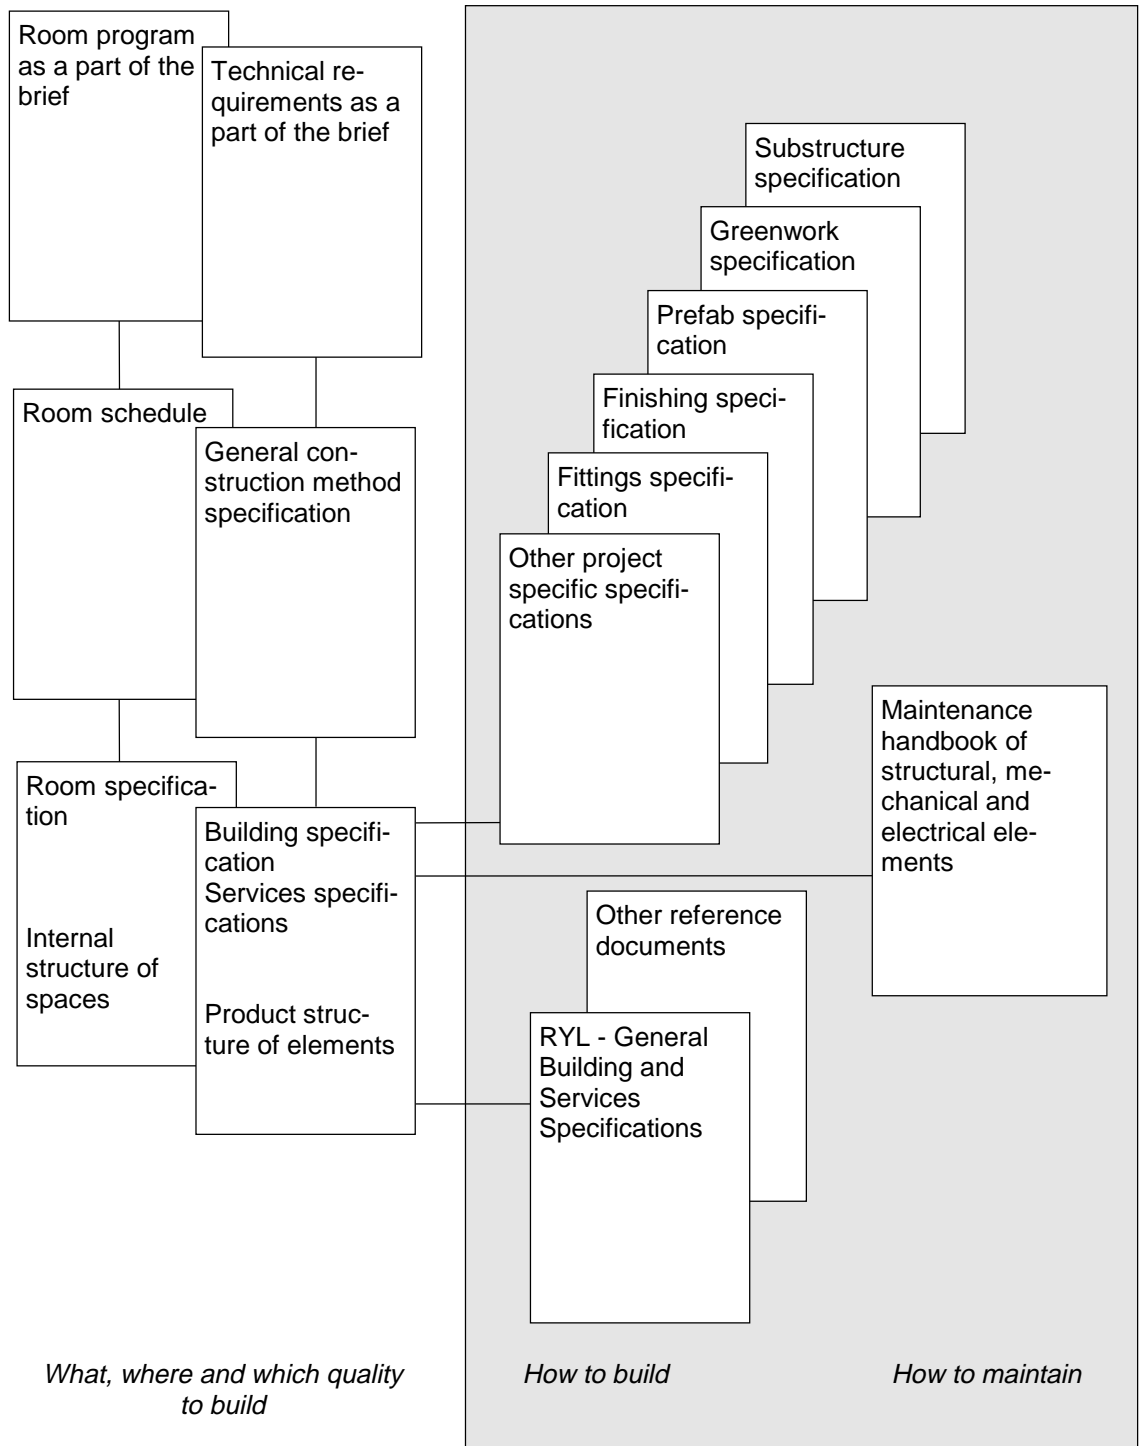 Room program
as a part of the
brief
Technical re-
quirements as a
part of the brief
Substructure
specification
Greenwork
specification
Prefab specifi-
cation
Finishing speci-
fication
Fittings specifi-
cation
Other project
specific specifi-
cations
Room schedule
General con-
struction method
specification
Maintenance
handbook of
structural, me-
chanical and
electrical ele-
ments
Room specifica-
tion
Internal
structure of
spaces
Building specifi-
cation
Services specifi-
cations
Product struc-
ture of elements
Other reference
documents
RYL - General
Building and
Services
Specifications
What, where and which quality
to build
How to build
How to maintain